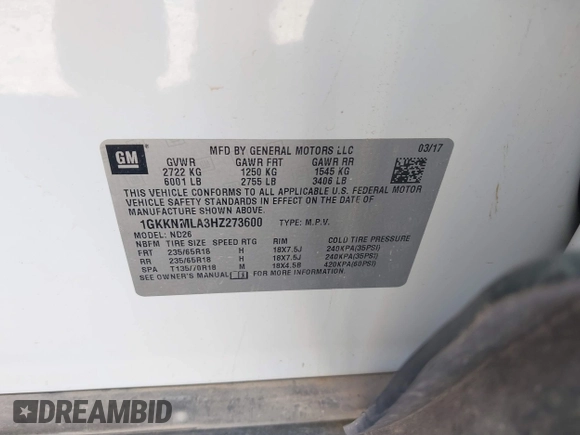 GM
MFD BY GENERAL MOTORS LLC 03/17
GVWR GAWR FRT GAWR RR
2722 KG 1250 KG 1545 KG
6001 LB 2755 LB 3406 LB
THIS VEHICLE CONFORMS TO ALL APPLICABLE U.S. FEDERAL MOTOR
VEHICLE SAFETY STANDARDS IN EFFECT ON THE DATE OF
MANUFACTURE SHOWN ABOVE.
1GKKNMLA3HZ273600 TYPE: M.P.V.
MODEL: ND26
NBFM TIRE SIZE SPEED RTG RIM COLD TIRE PRESSURE
FRT 235/65R18 H 18X7.5J 240KPA(35PSI)
RR 235/65R18 H 18X7.5J 240KPA(35PSI)
SPA T135/70R18 M 18X4.5B 420KPA(60PSI)
SEE OWNER'S MANUAL FOR MORE INFORMATION.
DREAMBID